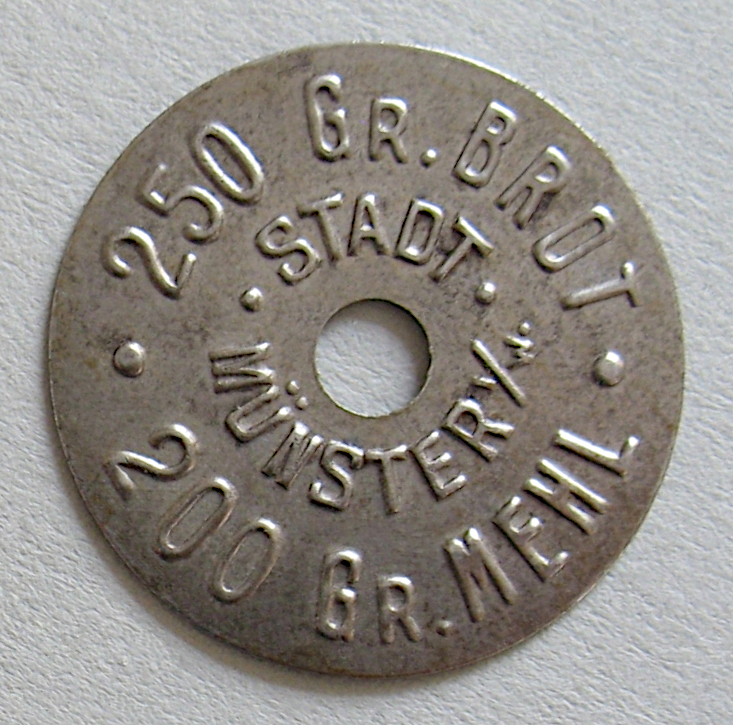 250 GR. BROT
STADT
MÜNSTER/W.
200 GR. MEHL